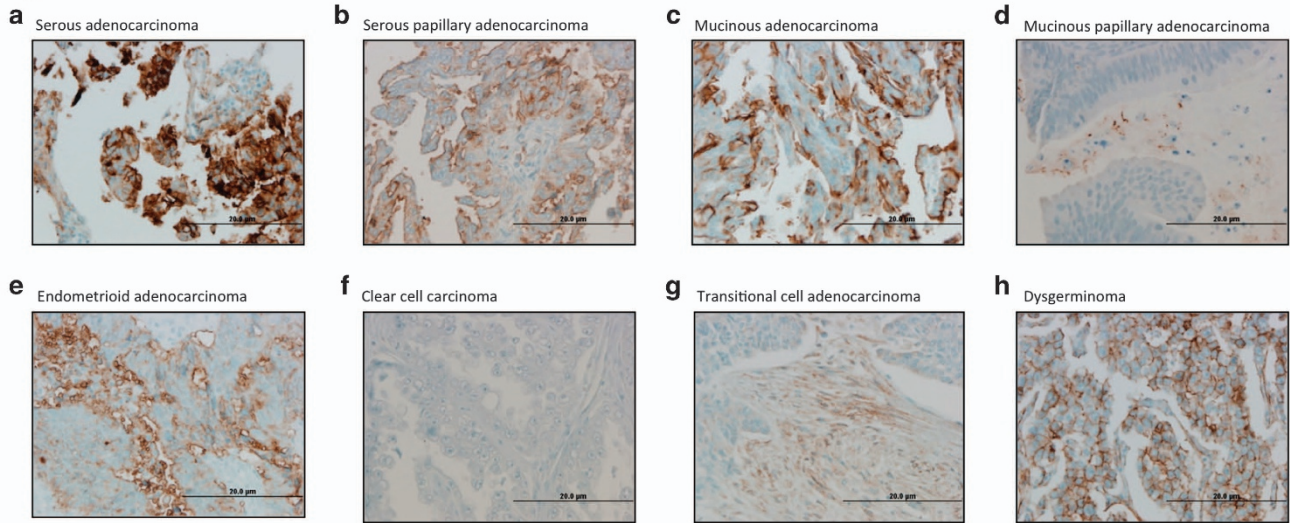 a Serous adenocarcinoma
b Serous papillary adenocarcinoma
c Mucinous adenocarcinoma
d Mucinous papillary adenocarcinoma
20.0 µm
20.0 µm
20.0 µm
20.0 µm
e Endometrioid adenocarcinoma
f Clear cell carcinoma
g Transitional cell adenocarcinoma
h Dysgerminoma
20.0 µm
20.0 µm
20.0 µm
20.0 µm